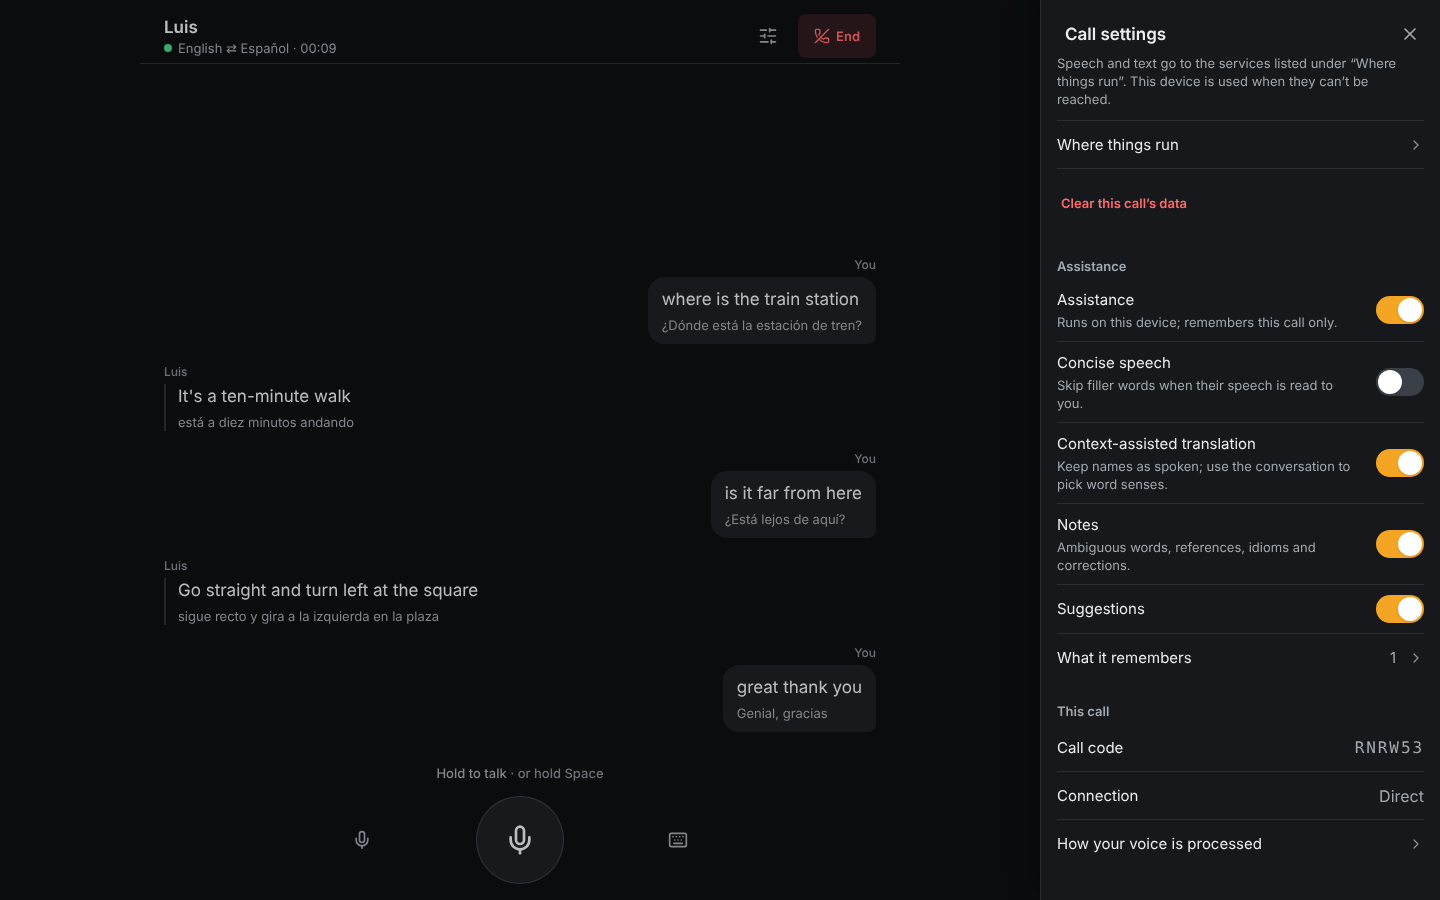 Luis
English ⇄ Español · 00:09
End
You
where is the train station
¿Dónde está la estación de tren?
Luis
It's a ten-minute walk
está a diez minutos andando
You
is it far from here
¿Está lejos de aquí?
Luis
Go straight and turn left at the square
sigue recto y gira a la izquierda en la plaza
You
great thank you
Genial, gracias
Hold to talk · or hold Space
Call settings
Speech and text go to the services listed under “Where
things run”. This device is used when they can’t be
reached.
Where things run
Clear this call’s data
Assistance
Assistance
Runs on this device; remembers this call only.
Concise speech
Skip filler words when their speech is read to
you.
Context-assisted translation
Keep names as spoken; use the conversation to
pick word senses.
Notes
Ambiguous words, references, idioms and
corrections.
Suggestions
What it remembers 1
This call
Call code RNRW53
Connection Direct
How your voice is processed